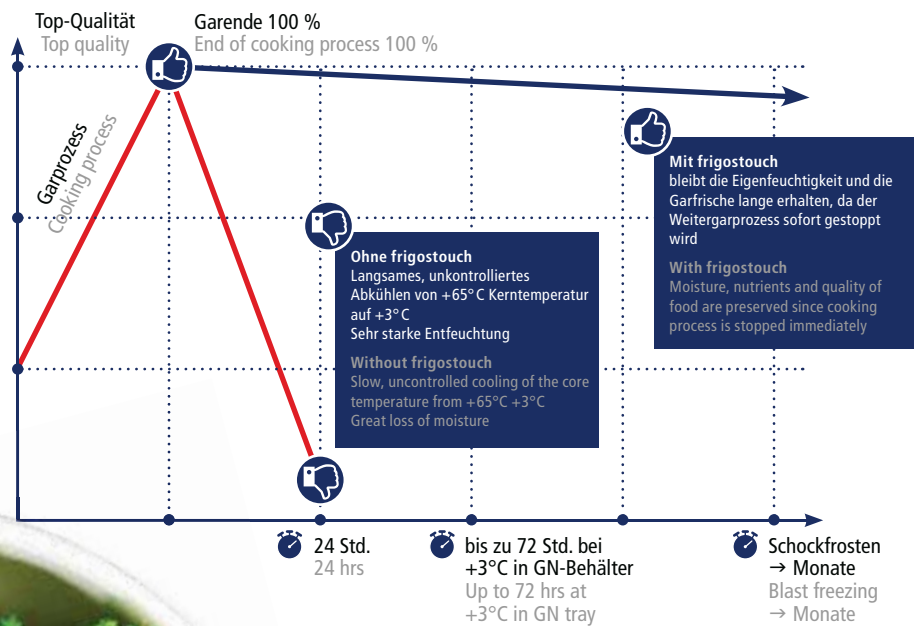 Top-Qualität
Top quality
Garende 100 %
End of cooking process 100 %
Garprozess
Cooking process
Mit frigostouch
bleibt die Eigenfeuchtigkeit und die
Garfrische lange erhalten, da der
Weitergarprozess sofort gestoppt
wird
With frigostouch
Moisture, nutrients and quality of
food are preserved since cooking
process is stopped immediately
Ohne frigostouch
Langsames, unkontrolliertes
Abkühlen von +65°C Kerntemperatur
auf +3°C
Sehr starke Entfeuchtung
Without frigostouch
Slow, uncontrolled cooling of the core
temperature from +65°C +3°C
Great loss of moisture
24 Std.
24 hrs
bis zu 72 Std. bei
+3°C in GN-Behälter
Up to 72 hrs at
+3°C in GN tray
Schockfrosten
→ Monate
Blast freezing
→ Monate